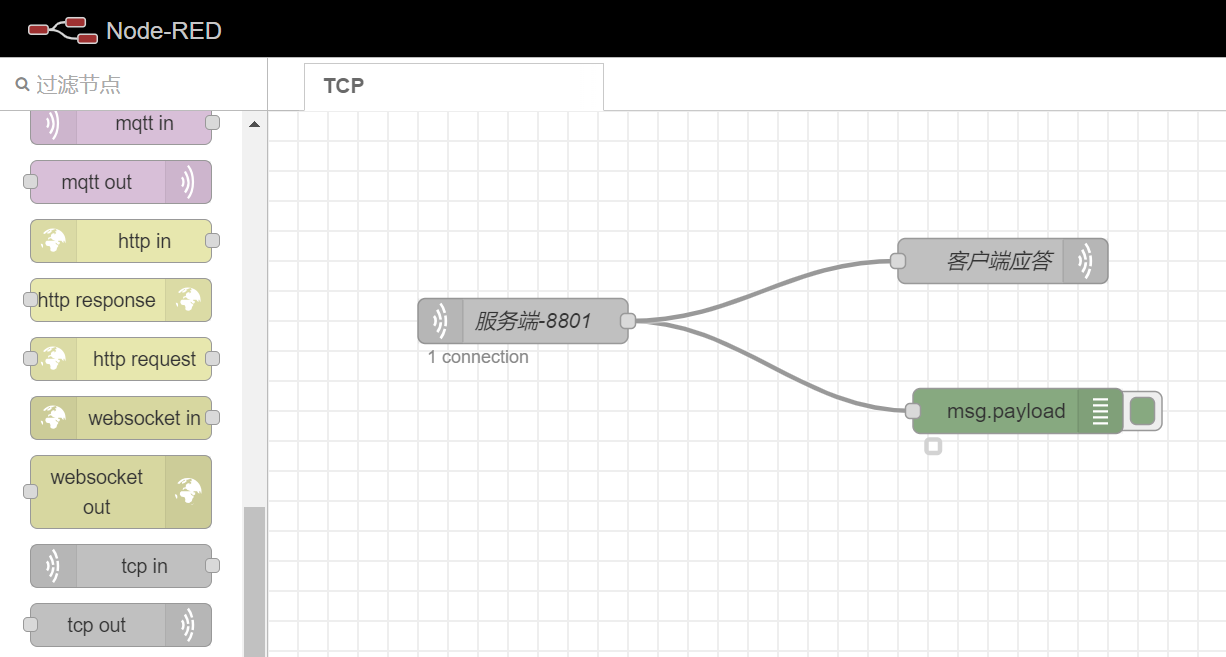 Node-RED
过滤节点
TCP
mqtt in
mqtt out
http in
http response
http request
websocket in
websocket
out
tcp in
tcp out
服务端-8801
1 connection
客户端应答
msg.payload